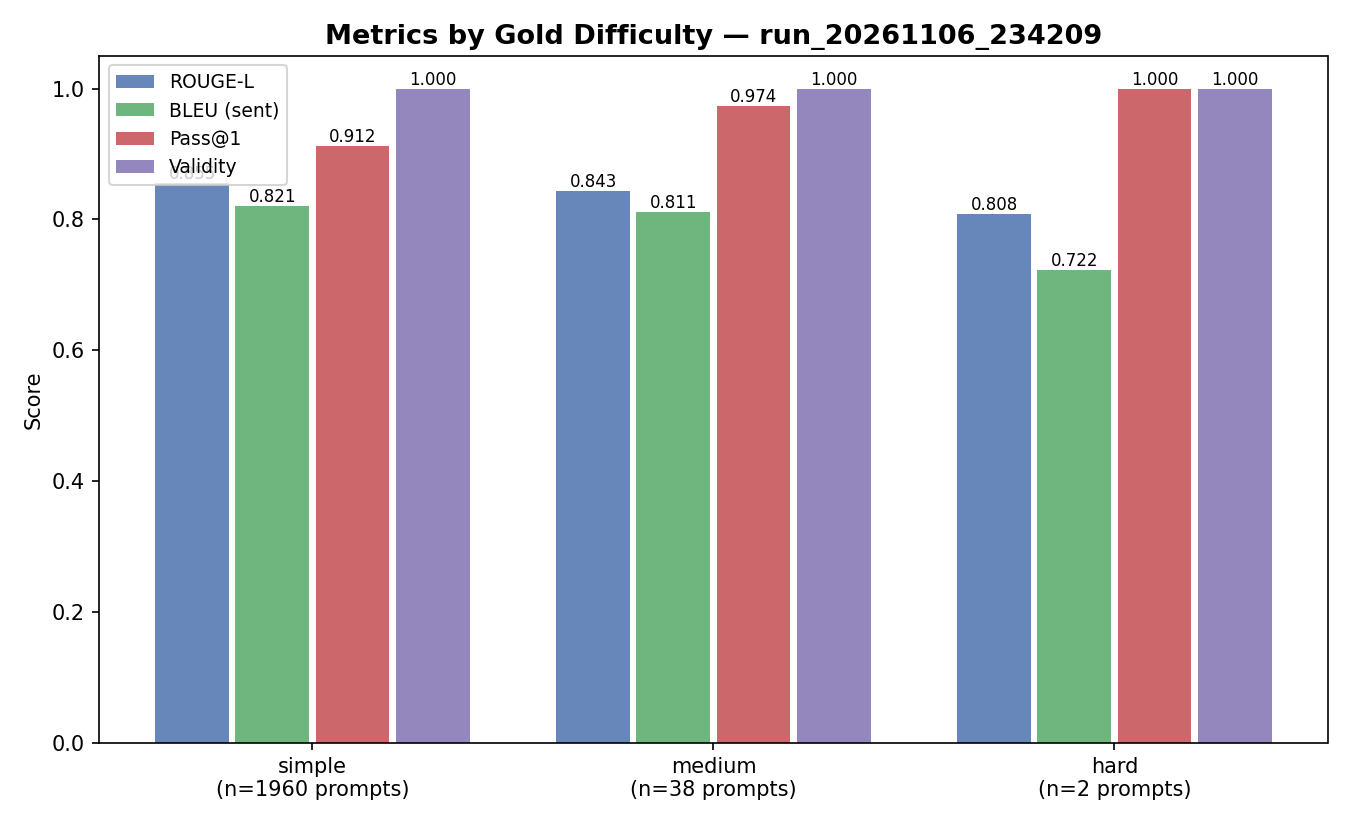 Metrics by Gold Difficulty — run_20261106_234209
ROUGE-L
BLEU (sent)
Pass@1
Validity
1.0
0.8
0.6
0.4
0.2
0.0
Score
0.821
0.912
1.000
0.843
0.811
0.974
1.000
0.808
0.722
1.000
1.000
simple
(n=1960 prompts)
medium
(n=38 prompts)
hard
(n=2 prompts)